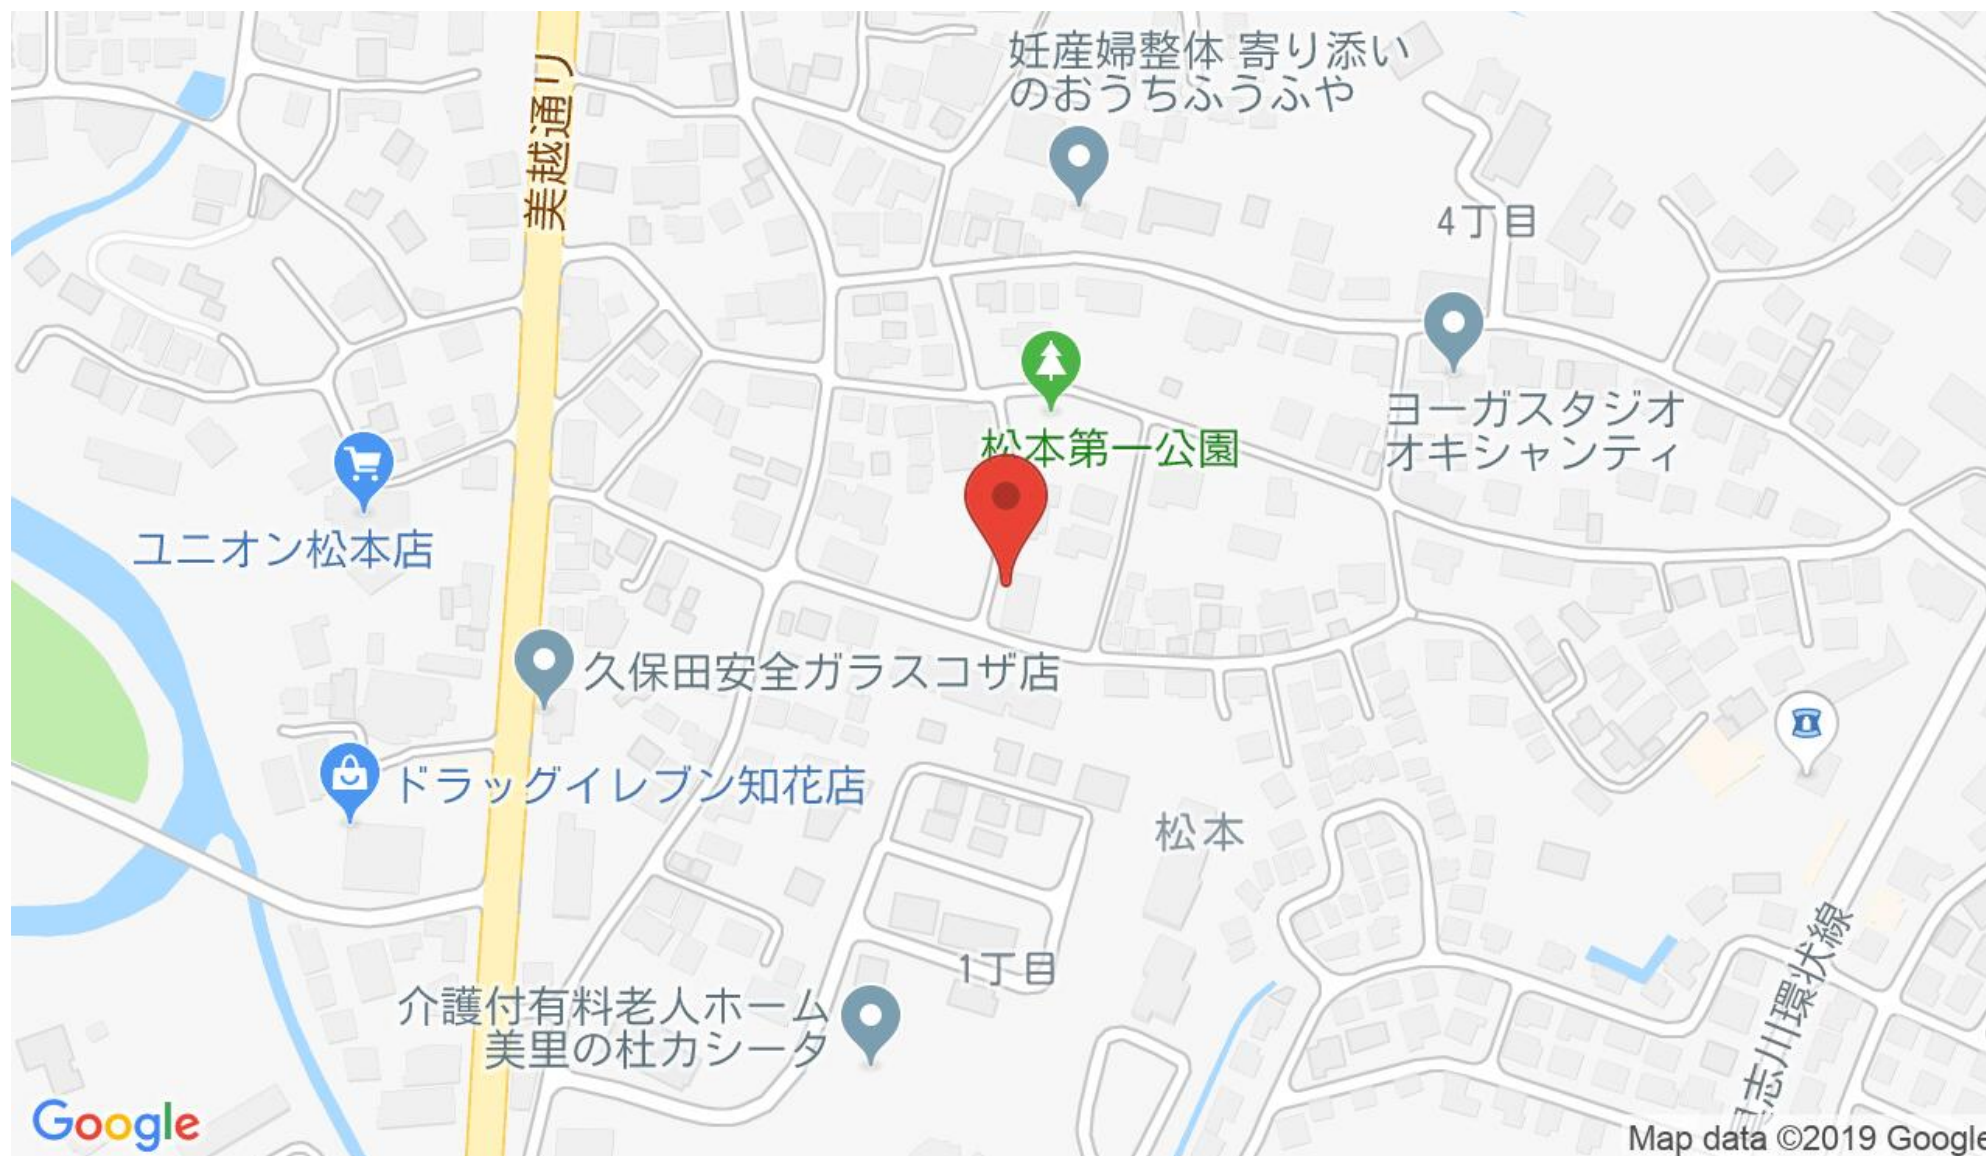 妊産婦整体 寄り添い
のおうちふうふや
美越通り
4丁目
ヨーガスタジオ
オキシャンティ
松本第一公園
ユニオン松本店
久保田安全ガラスコザ店
ドラッグイレブン知花店
松本
1丁目
介護付有料老人ホーム
美里の杜カシータ
志川環状線
Google
Map data ©2019 Google